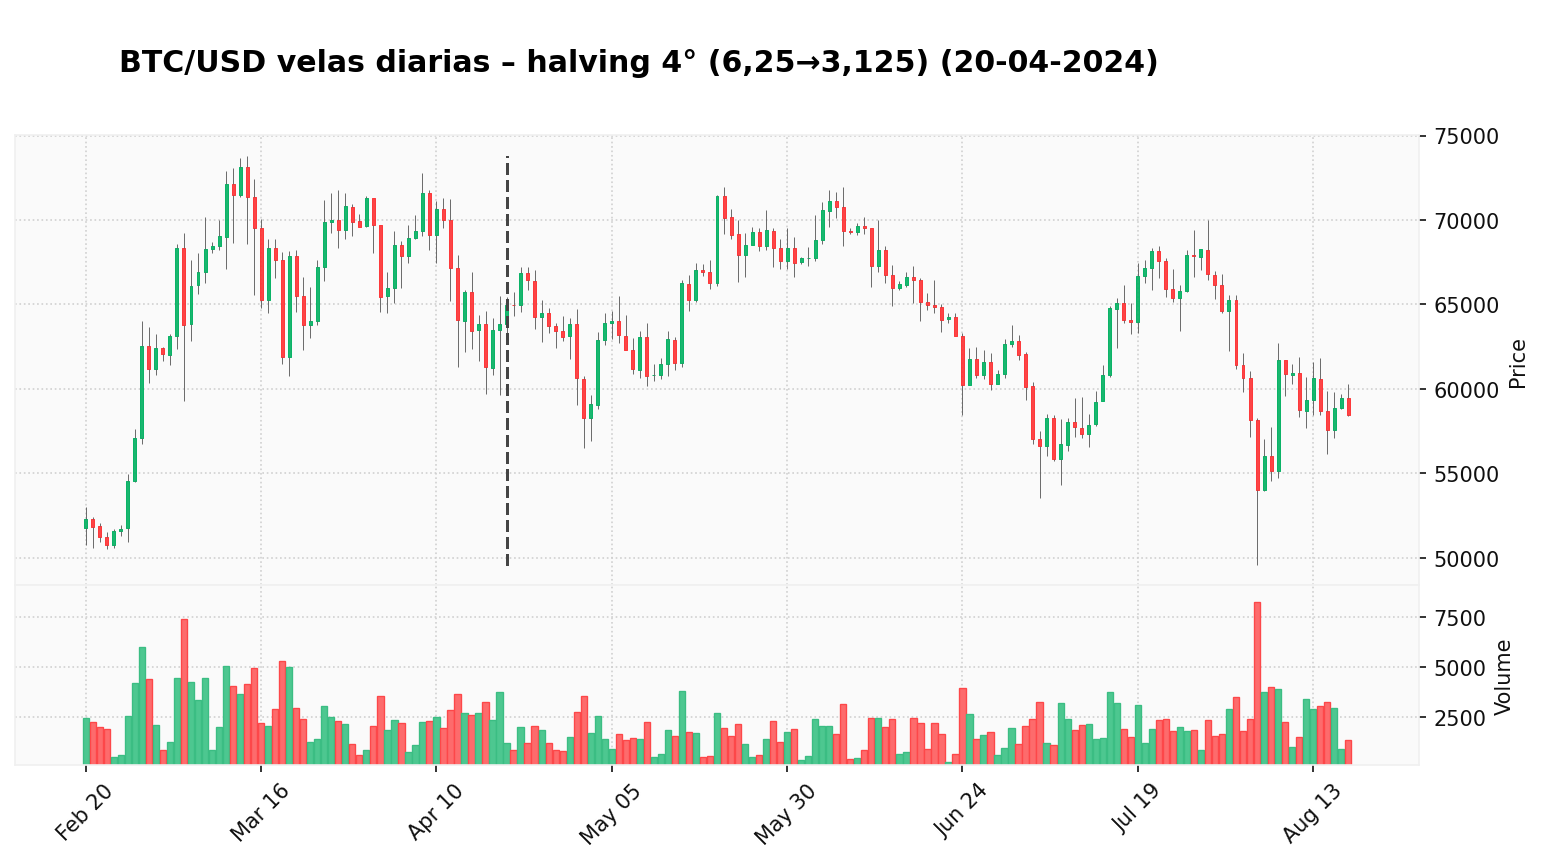 BTC/USD velas diarias – halving 4° (6,25→3,125) (20-04-2024)
75000
70000
65000
60000
55000
50000
Price
7500
5000
2500
Volume
Feb 20
Mar 16
Apr 10
May 05
May 30
Jun 24
Jul 19
Aug 13